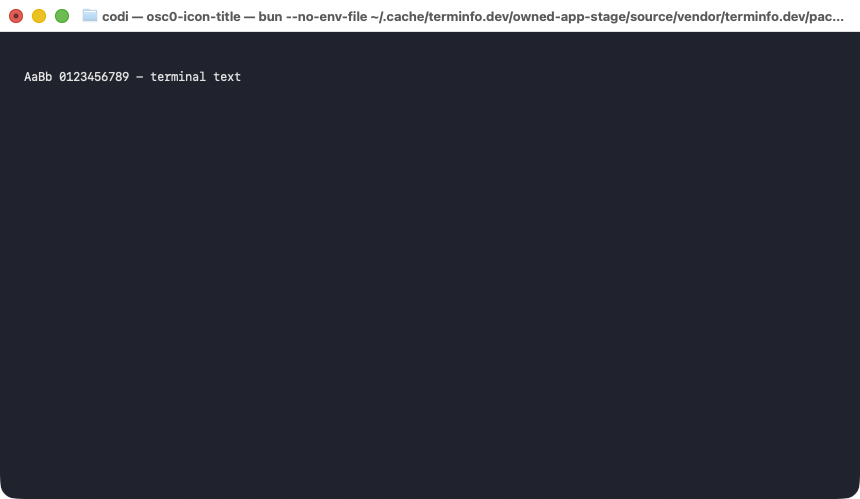 codi — osc0-icon-title — bun --no-env-file ~/.cache/terminfo.dev/owned-app-stage/source/vendor/terminfo.dev/pac...
AaBb 0123456789 — terminal text